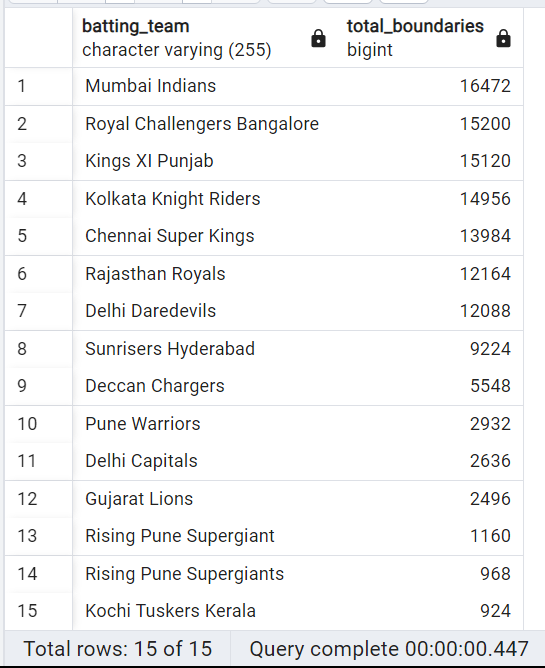 batting_team total_boundaries
character varying (255) bigint
1 Mumbai Indians 16472
2 Royal Challengers Bangalore 15200
3 Kings XI Punjab 15120
4 Kolkata Knight Riders 14956
5 Chennai Super Kings 13984
6 Rajasthan Royals 12164
7 Delhi Daredevils 12088
8 Sunrisers Hyderabad 9224
9 Deccan Chargers 5548
10 Pune Warriors 2932
11 Delhi Capitals 2636
12 Gujarat Lions 2496
13 Rising Pune Supergiant 1160
14 Rising Pune Supergiants 968
15 Kochi Tuskers Kerala 924
Total rows: 15 of 15 Query complete 00:00:00.447